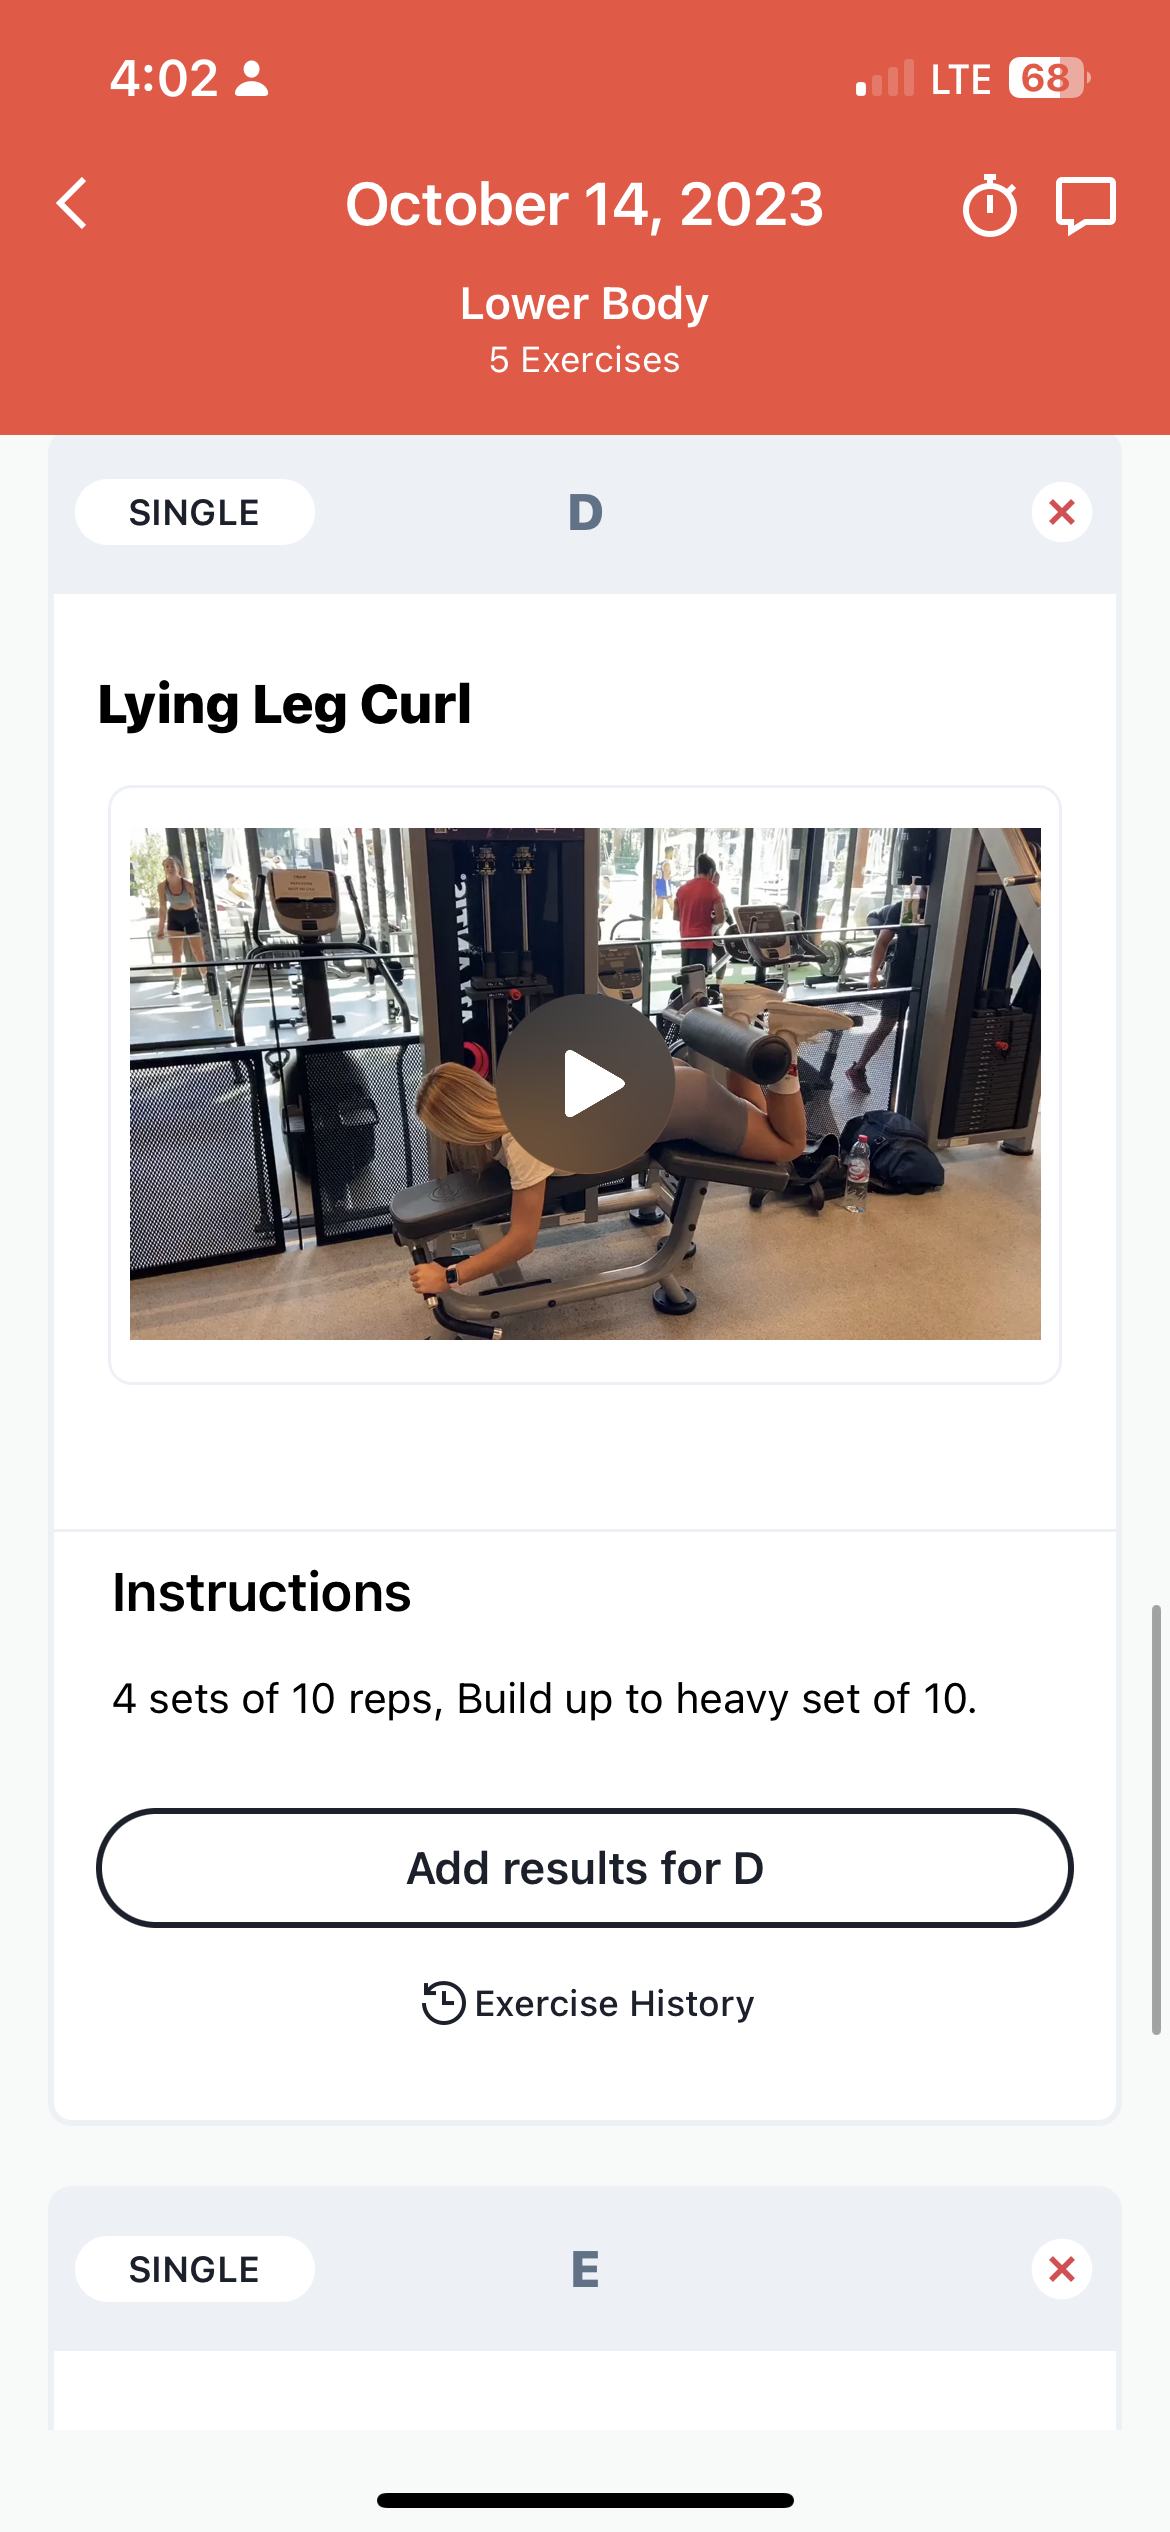 4:02
LTE 68
October 14, 2023
Lower Body
5 Exercises
SINGLE
D
Lying Leg Curl
Instructions
4 sets of 10 reps, Build up to heavy set of 10.
Add results for D
Exercise History
SINGLE
E